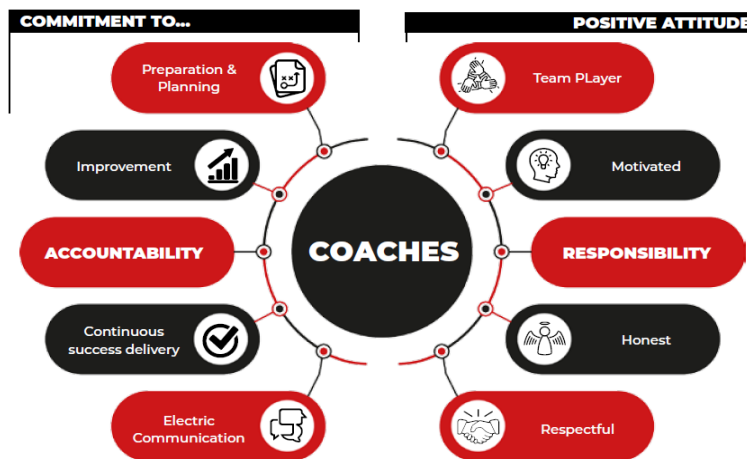 COMMITMENT TO...
POSITIVE ATTITUDE
Preparation &
Planning
Team PLayer
Improvement
Motivated
ACCOUNTABILITY
COACHES
RESPONSIBILITY
Continuous
success delivery
Honest
Electric
Communication
Respectful